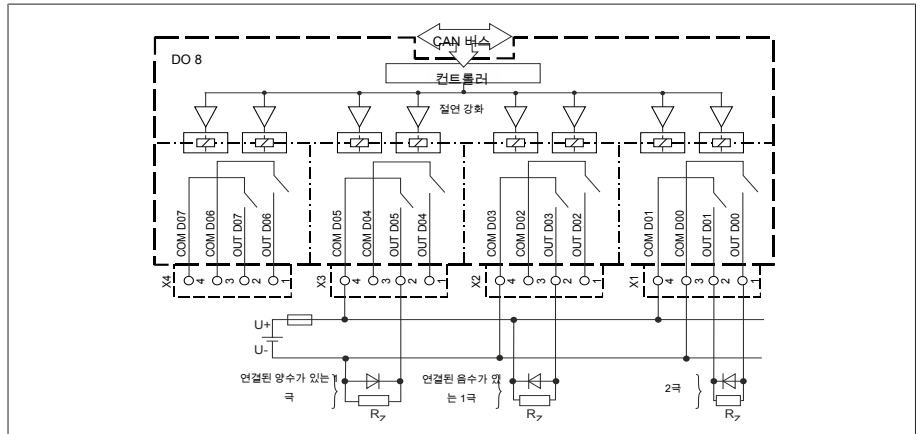 CAN 버스
DO 8
컨트롤러
절연 강화
COM D07
COM D06
OUT D07
OUT D06
COM D05
COM D04
OUT D05
OUT D04
COM D03
COM D02
OUT D03
OUT D02
COM D01
COM D00
OUT D01
OUT D00
X4
4
3
2
1
X3
4
3
2
1
X2
4
3
2
1
X1
4
3
2
1
U+
U-
연결된 양수가 있는 1
극
연결된 음수가 있
는 1극
2극
RZ
RZ
RZ